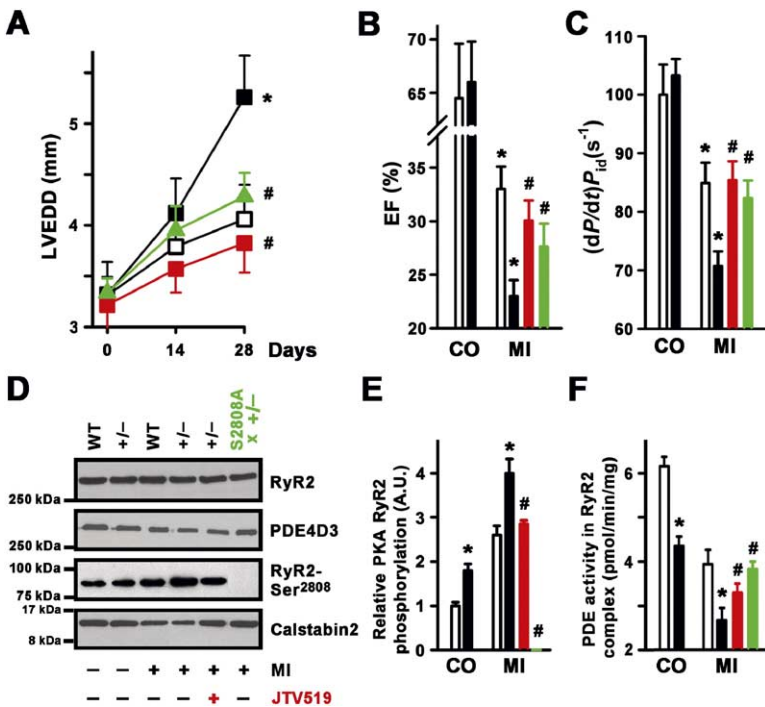 A
LVEDD (mm)
5
4
3
0 14 28 Days
*
#
#
B
EF (%)
70
65
35
30
25
20
* * # #
CO MI
C
(dP/dt)Pid(s-1)
110
100
90
80
70
60
* * # #
CO MI
D
WT +/– WT +/– +/– S2808A x +/–
RyR2
250 kDa
PDE4D3
250 kDa
100 kDa
RyR2-Ser2808
75 kDa
17 kDa
Calstabin2
8 kDa
– – + + + + MI
– – – – + – JTV519
E
Relative PKA RyR2
phosphorylation (A.U.)
5
4
3
2
1
0
* * # #
CO MI
F
PDE activity in RyR2
complex (pmol/min/mg)
6
4
2
* * # #
CO MI